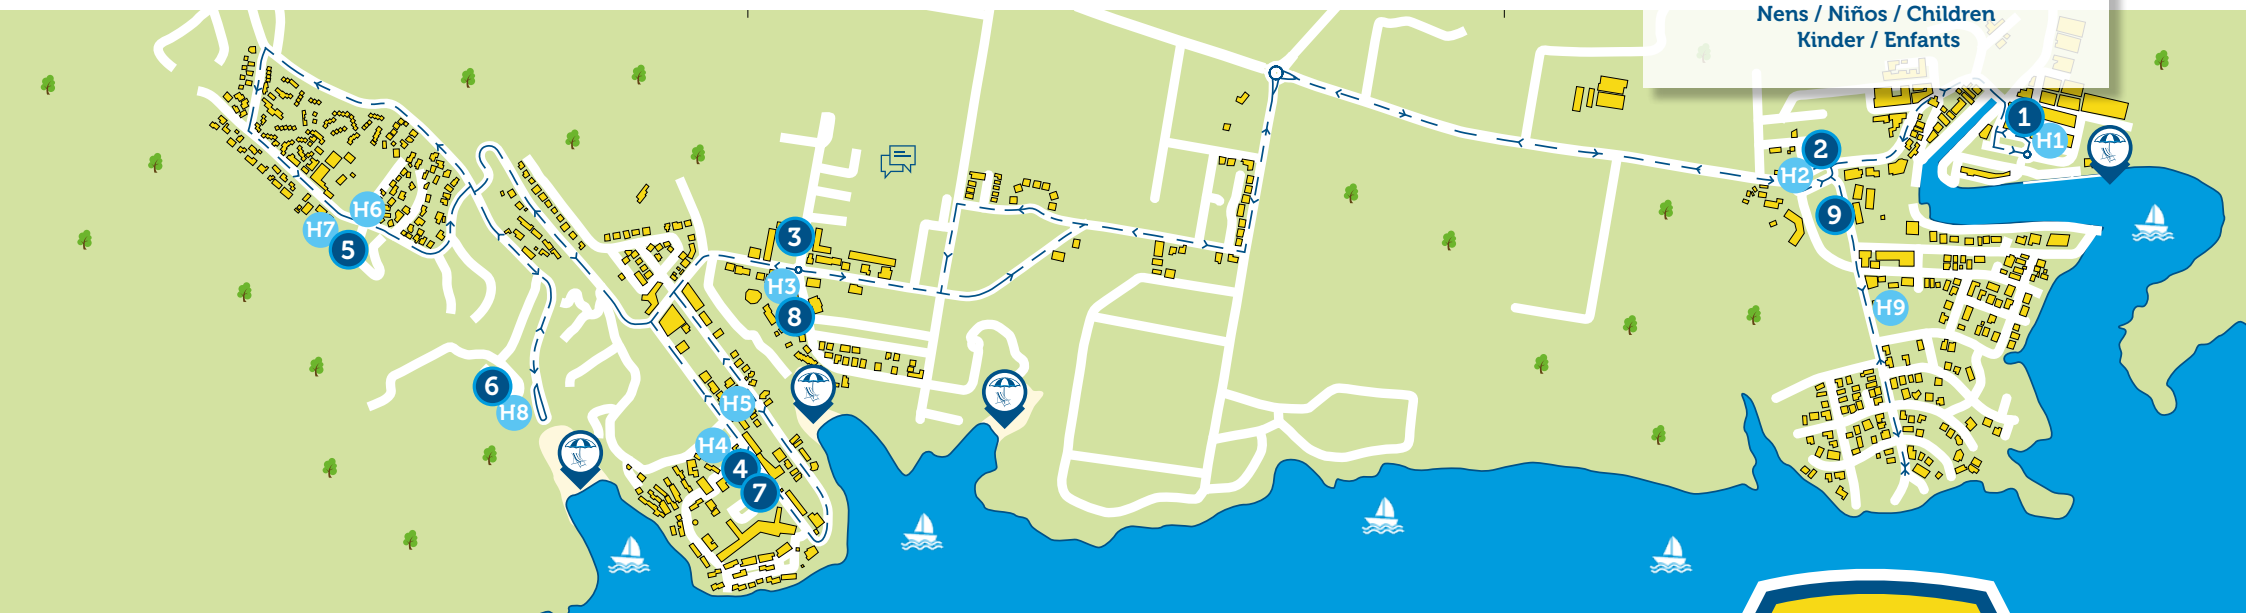 Nens / Niños / Children
Kinder / Enfants
1
H1
2
H2
9
H6
H7
5
3
H3
8
H9
6
H8
H5
H4
4
7